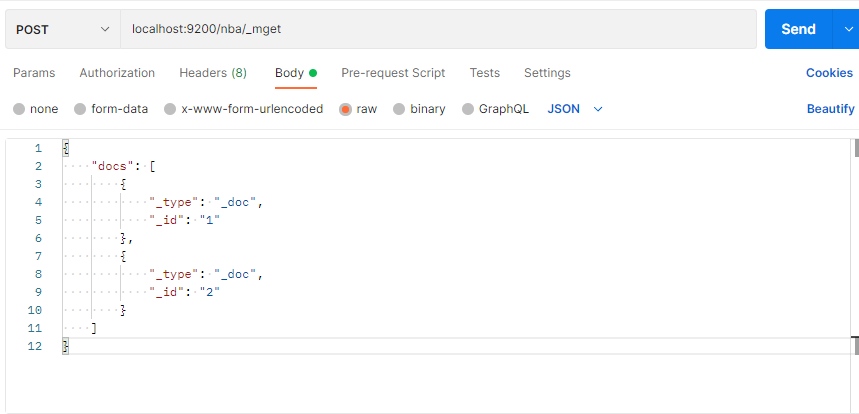 POST localhost:9200/nba/_mget Send
Params Authorization Headers (8) Body Pre-request Script Tests Settings Cookies
none form-data x-www-form-urlencoded raw binary GraphQL JSON Beautify
1 {
2 "docs": [
3 {
4 "_type": "_doc",
5 "_id": "1"
6 },
7 {
8 "_type": "_doc",
9 "_id": "2"
10 }
11 ]
12 }